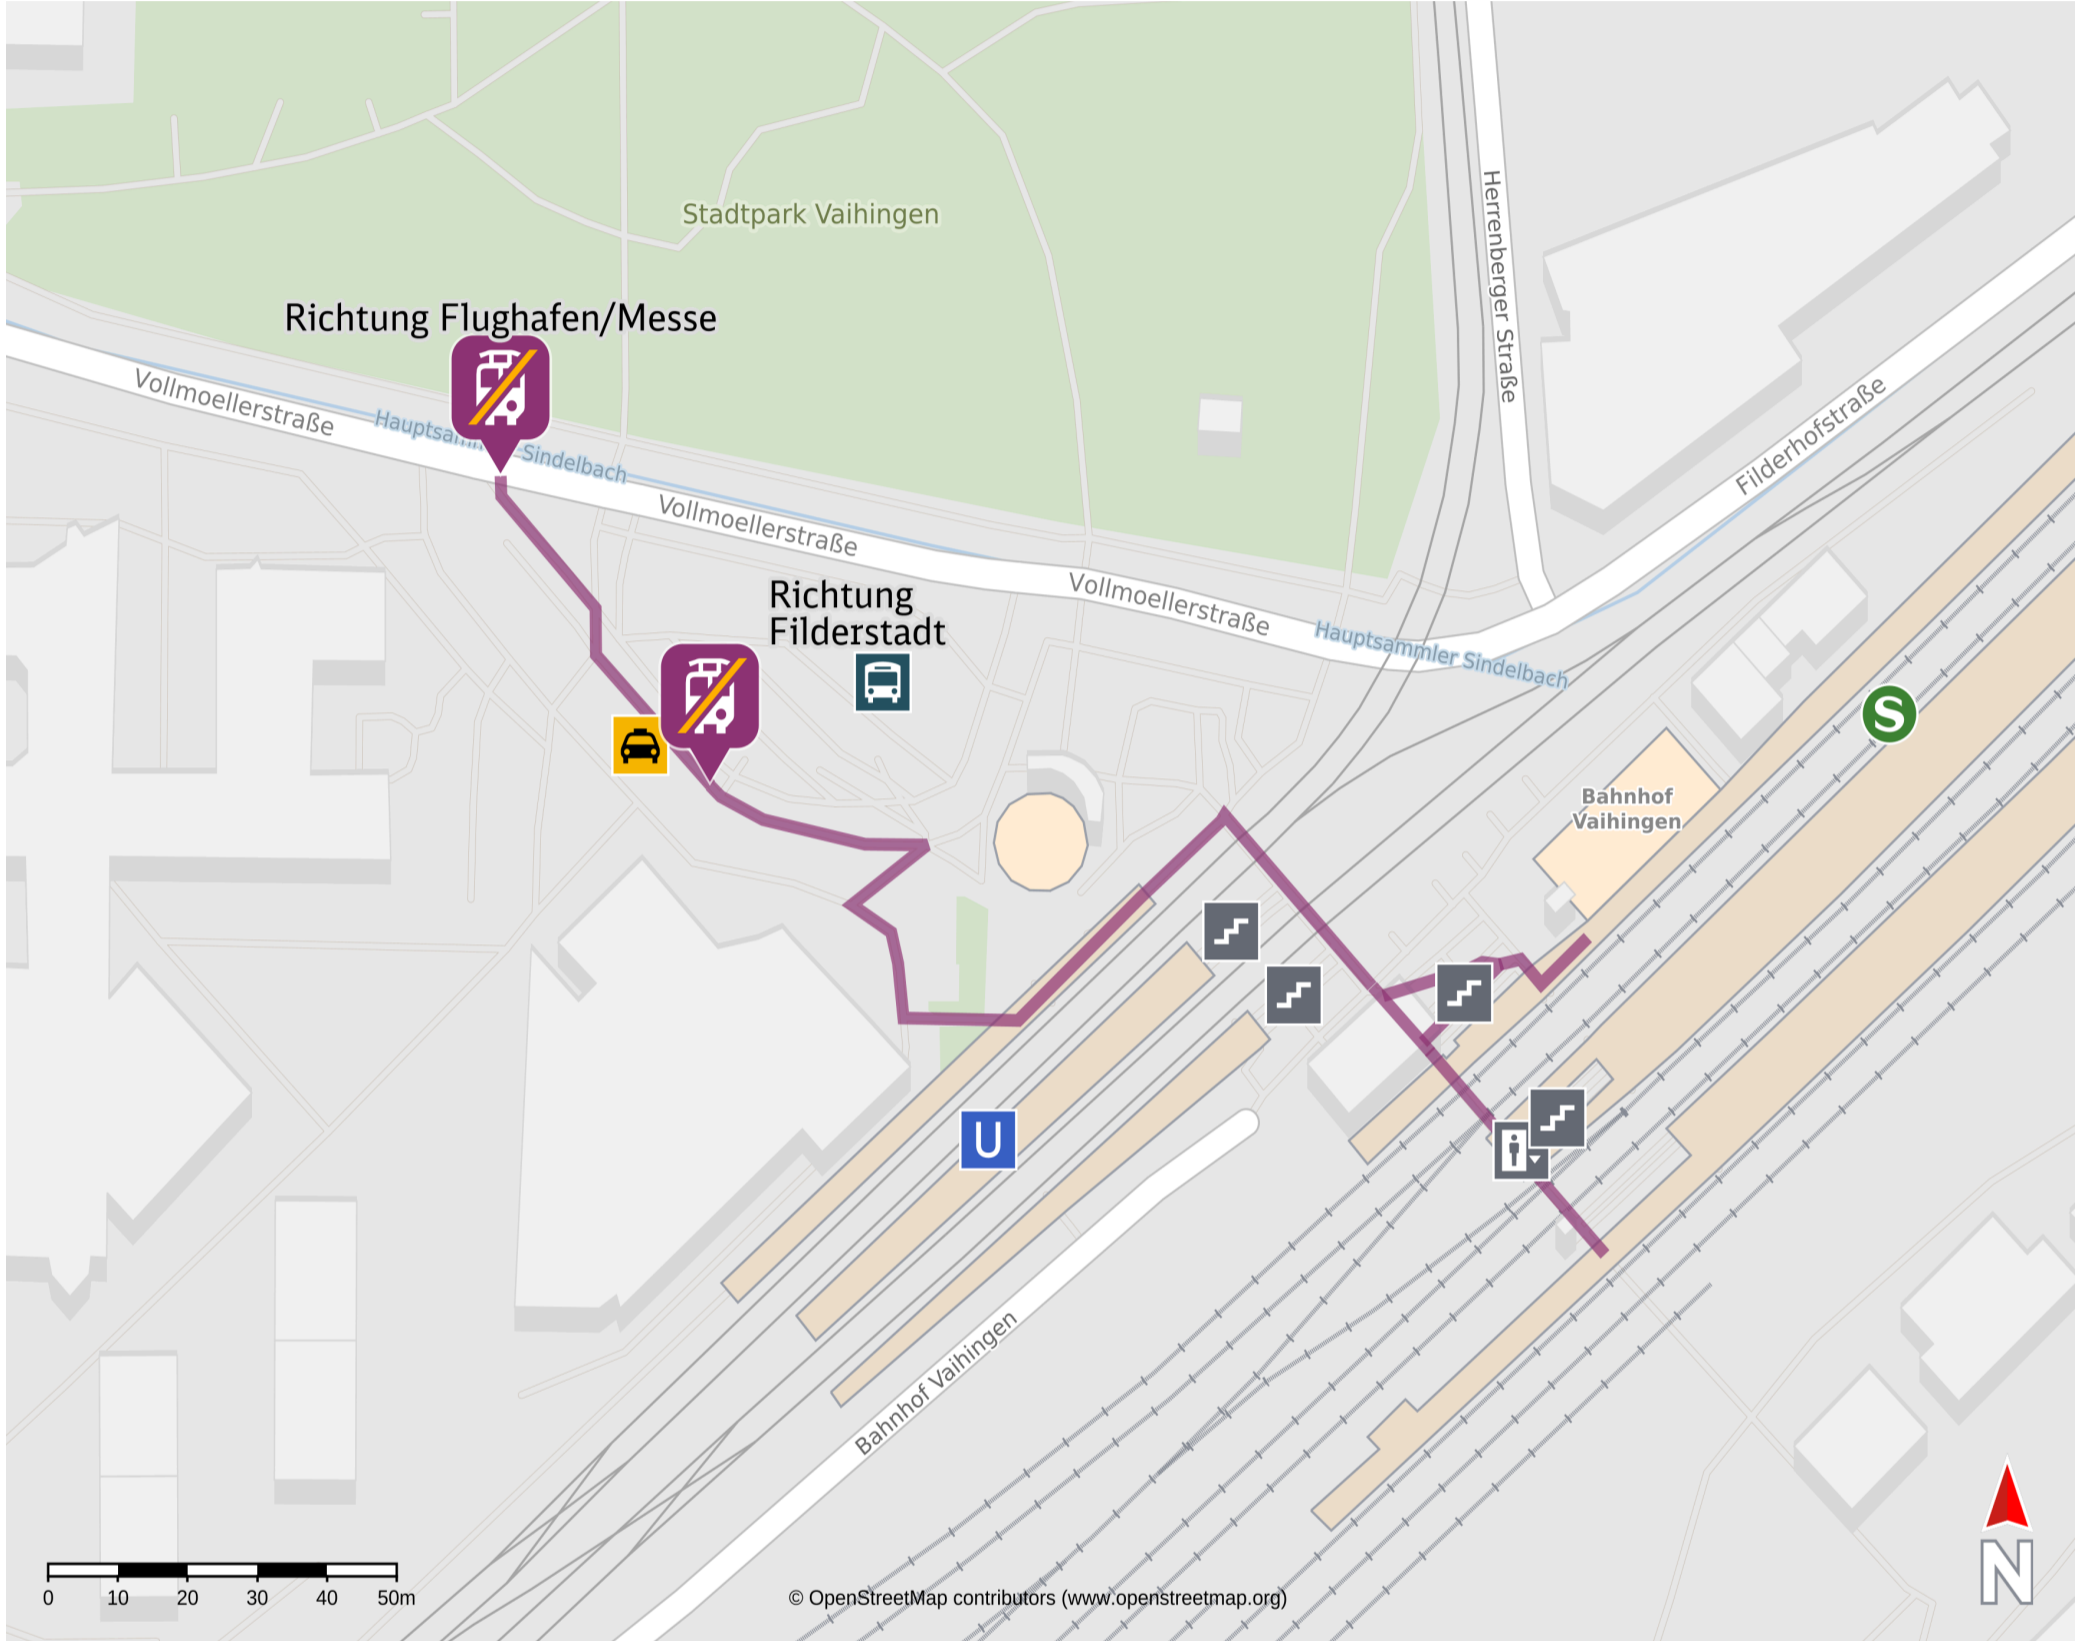 Herrenberger Straße
Stadtpark Vaihingen
Richtung Flughafen/Messe
Vollmoellerstraße
Sindelbach
Vollmoellerstraße
Filderhofstraße
Richtung
Filderstadt
Vollmoellerstraße
Hauptsammler Sindelbach
S
Bahnhof
Vaihingen
U
Bahnhof Vaihingen
0 10 20 30 40 50m
© OpenStreetMap contributors (www.openstreetmap.org)
N